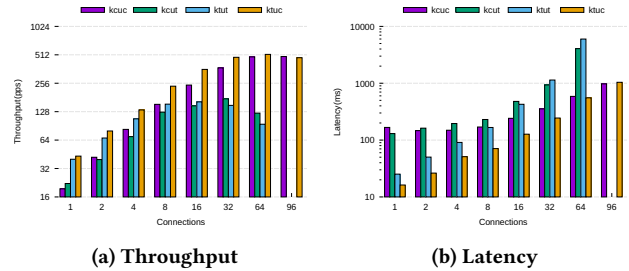 kcuc kcut ktut ktuc
1024
512
256
128
64
32
16
Throughput(pps)
1 2 4 8 16 32 64 96
Connections
(a) Throughput
kcuc kcut ktut ktuc
10000
1000
100
10
Latency(ms)
1 2 4 8 16 32 64 96
Connections
(b) Latency